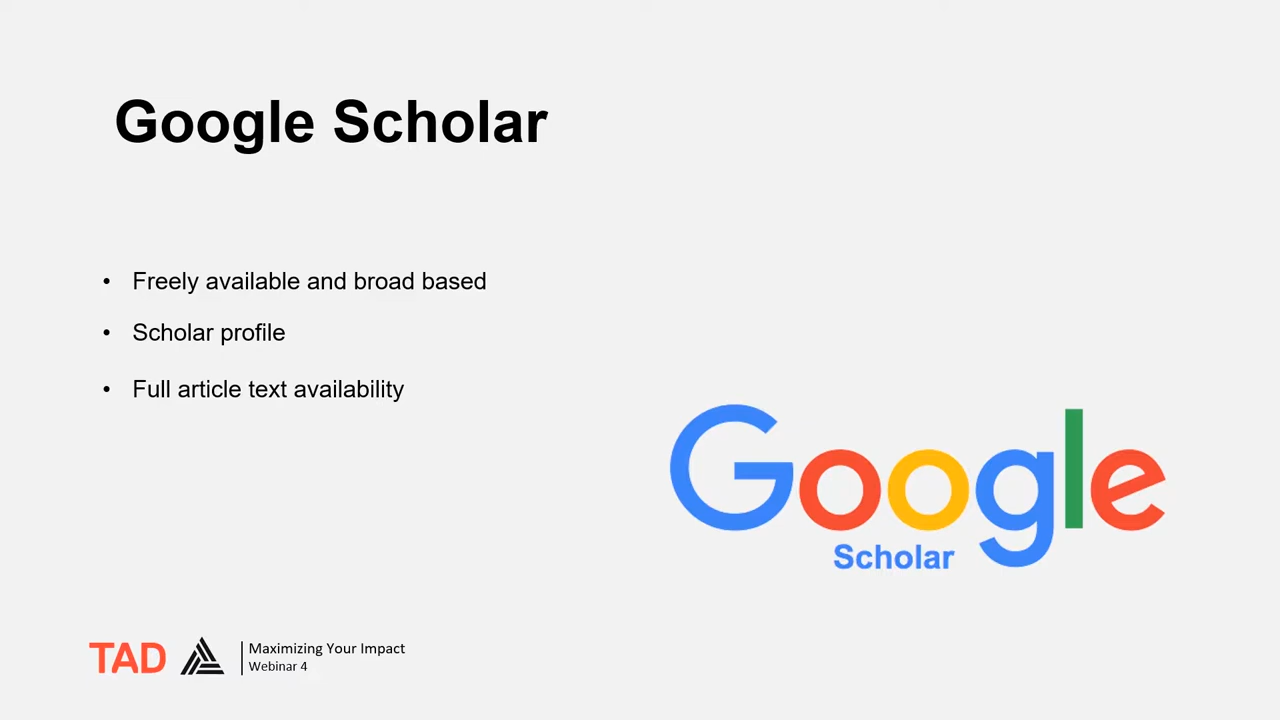 Google Scholar
• Freely available and broad based
• Scholar profile
• Full article text availability
Google
Scholar
TAD
Maximizing Your Impact
Webinar 4